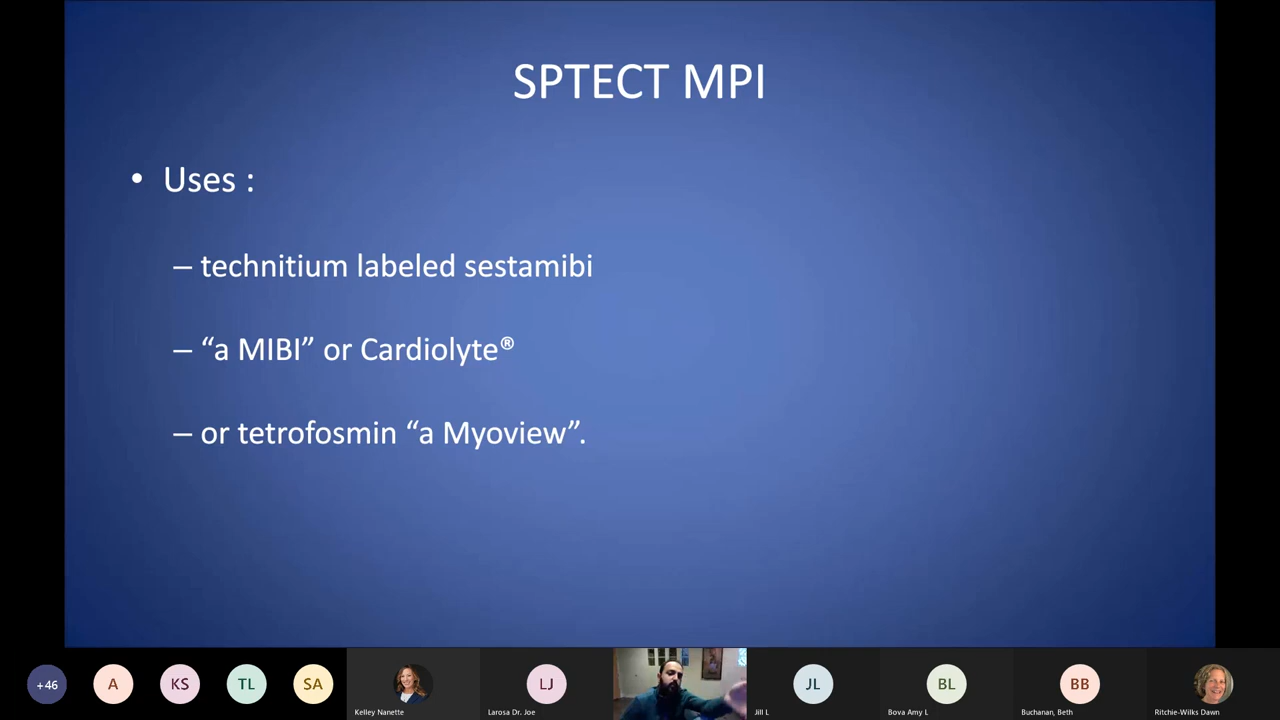 SPTECT MPI
• Uses :
– technitium labeled sestamibi
– “a MIBI” or Cardiolyte®
– or tetrofosmin “a Myoview”.
+46
A
KS
TL
SA
Kelley Nanette
LJ
Larosa Dr. Joe
JL
Jill L
BL
Bova Amy L
BB
Buchanan, Beth
Ritchie-Wilks Dawn